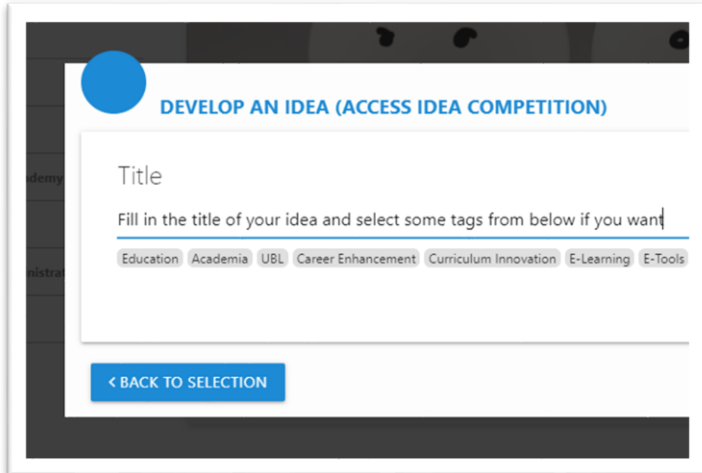 DEVELOP AN IDEA (ACCESS IDEA COMPETITION)
Title
Fill in the title of your idea and select some tags from below if you want
Education Academia UBL Career Enhancement Curriculum Innovation E-Learning E-Tools
< BACK TO SELECTION